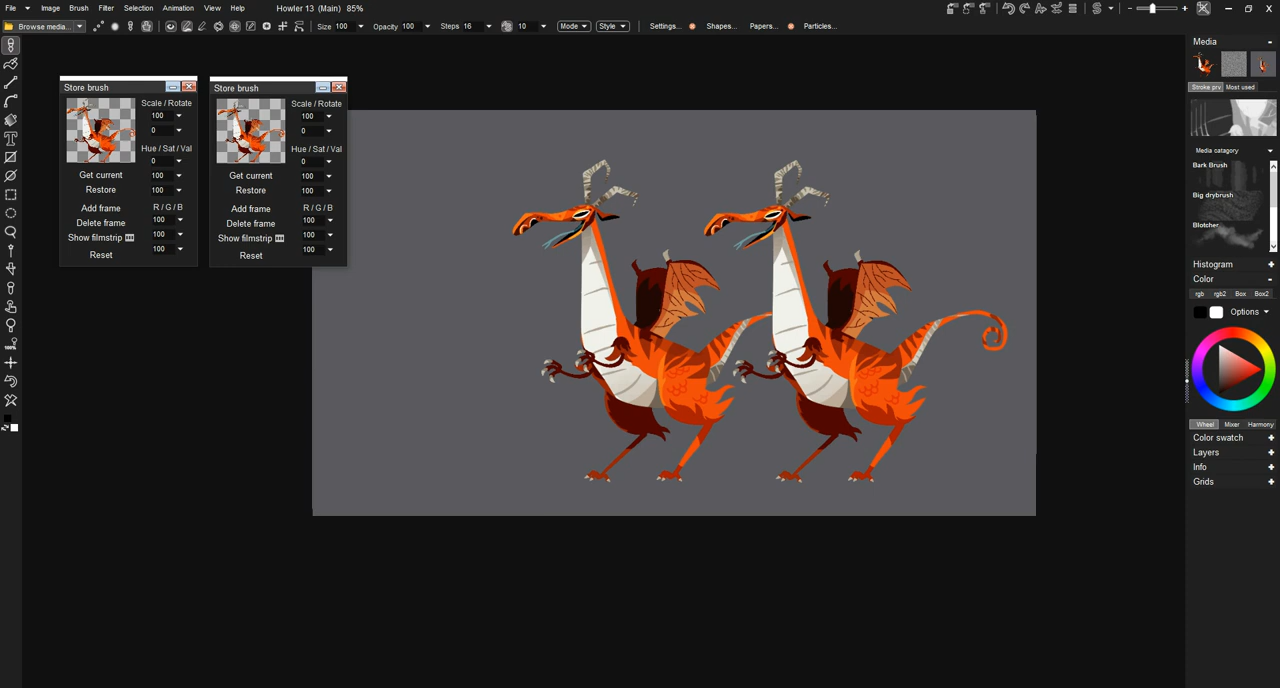 File Image Brush Filter Selection Animation View Help Howler 13 (Main) 85%
Browse media... Size 100 Opacity 100 Steps 16 10 Mode Style Settings... Shapes... Papers... Particles...
Store brush
Scale / Rotate
100
0
Hue / Sat / Val
0
Get current 100
Restore 100
Add frame R / G / B
Delete frame 100
Show filmstrip 100
Reset 100
Store brush
Scale / Rotate
100
0
Hue / Sat / Val
0
Get current 100
Restore 100
Add frame R / G / B
Delete frame 100
Show filmstrip 100
Reset 100
Media
Stroke prv Most used
Media catagory
Bark Brush
Big drybrush
Blotcher
Histogram
Color
rgb rgb2 Box Box2
Options
Wheel Mixer Harmony
Color swatch
Layers
Info
Grids